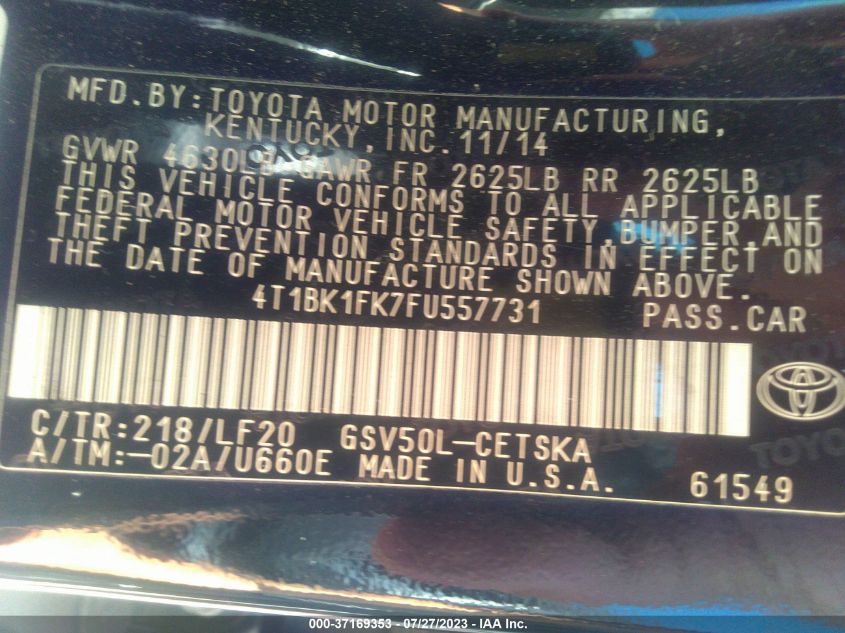 MFD.BY:TOYOTA MOTOR MANUFACTURING,
KENTUCKY,INC.11/14
GVWR 4630LB GAWR FR 2625LB RR 2625LB
THIS VEHICLE CONFORMS TO ALL APPLICABLE
FEDERAL MOTOR VEHICLE SAFETY,BUMPER,AND
THEFT PREVENTION STANDARDS IN EFFECT ON
THE DATE OF MANUFACTURE SHOWN ABOVE.
4T1BK1FK7FU557731 PASS.CAR
C/TR:218/LF20 GSV50L-CETSKA
A/TM:-02A/U660E MADE IN U.S.A. 61549
000-37169353 / 07/27/2023 - © IAA Inc.